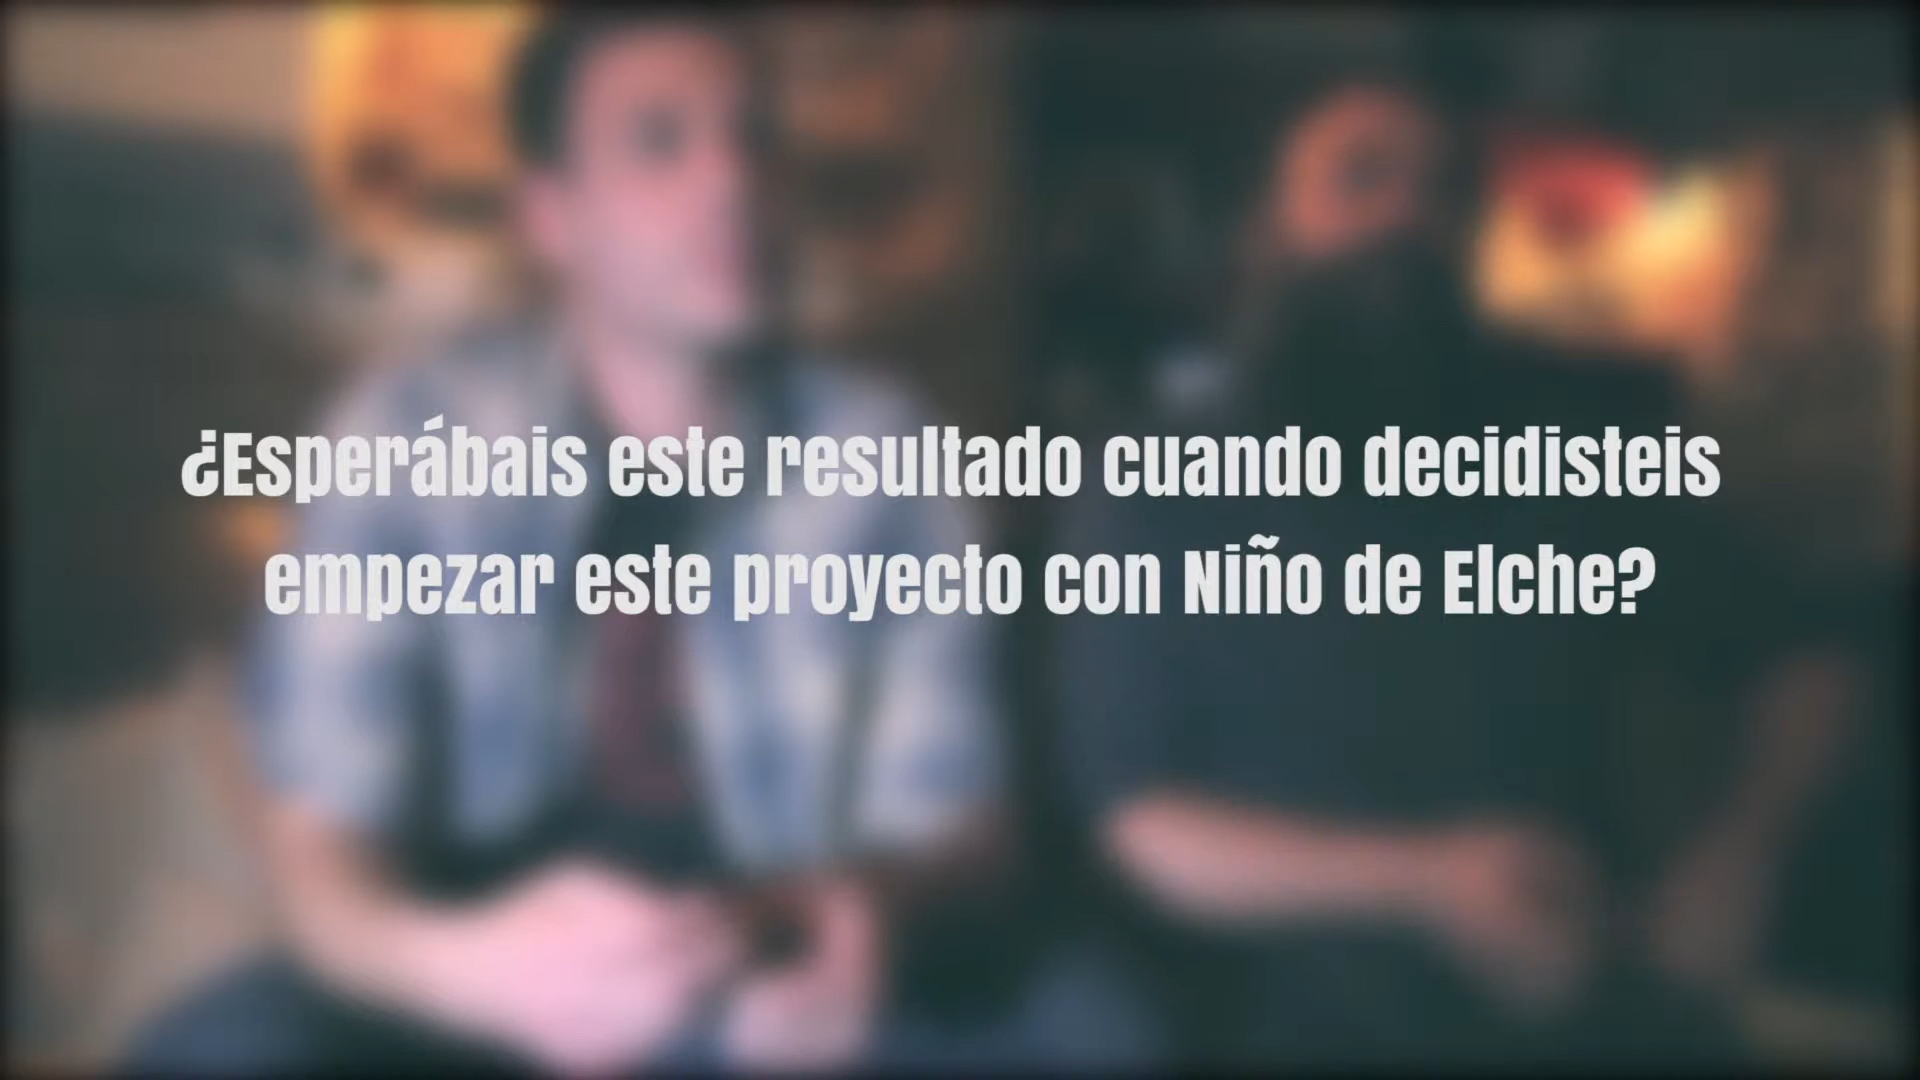 ¿Esperábais este resultado cuando decidisteis
empezar este proyecto con Niño de Elche?